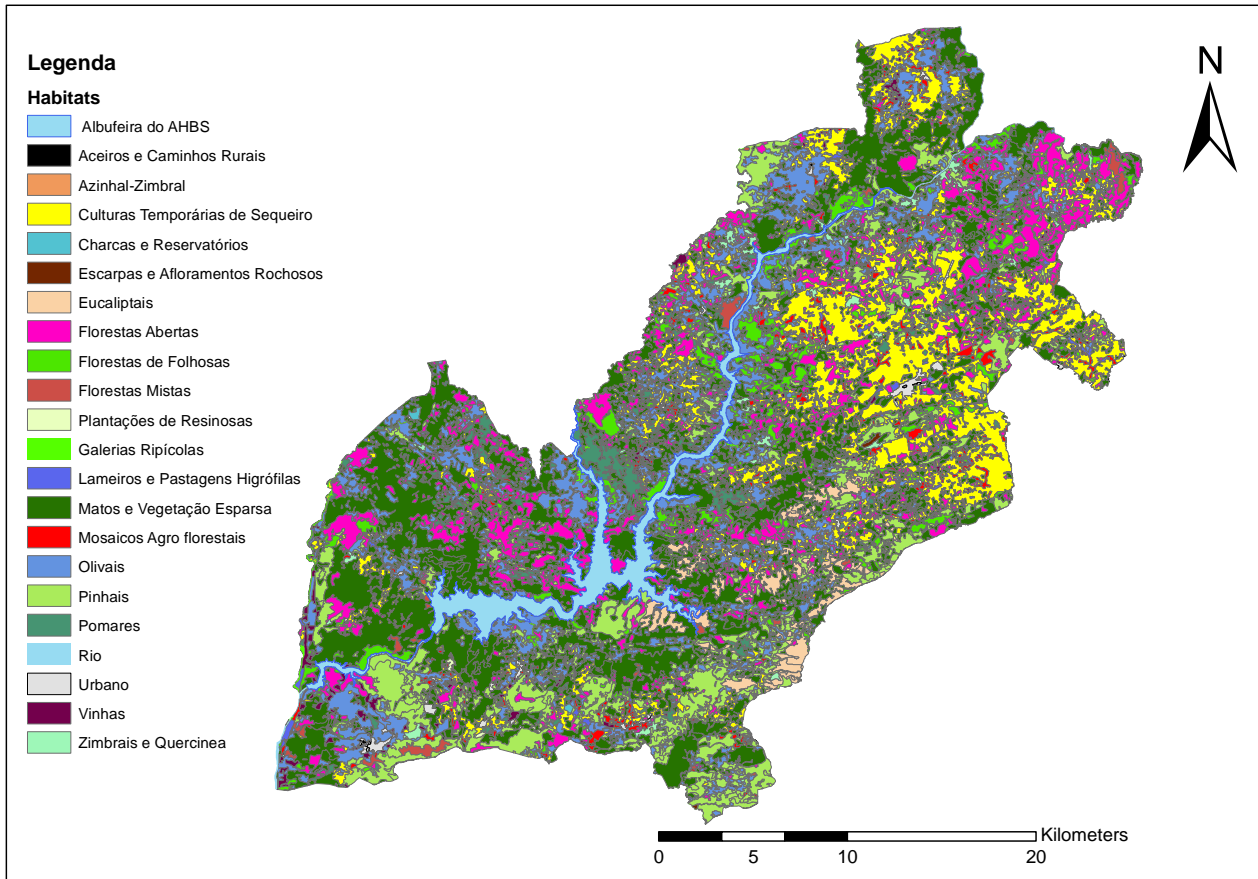 Legenda
Habitats
Albufeira do AHBS
Aceiros e Caminhos Rurais
Azinhal-Zimbral
Culturas Temporárias de Sequeiro
Charcas e Reservatórios
Escarpas e Afloramentos Rochosos
Eucaliptais
Florestas Abertas
Florestas de Folhosas
Florestas Mistas
Plantações de Resinosas
Galerias Ripícolas
Lameiros e Pastagens Higrófilas
Matos e Vegetação Esparsa
Mosaicos Agro florestais
Olivais
Pinhais
Pomares
Rio
Urbano
Vinhas
Zimbrais e Quercinea
N
Kilometers
0 5 10 20